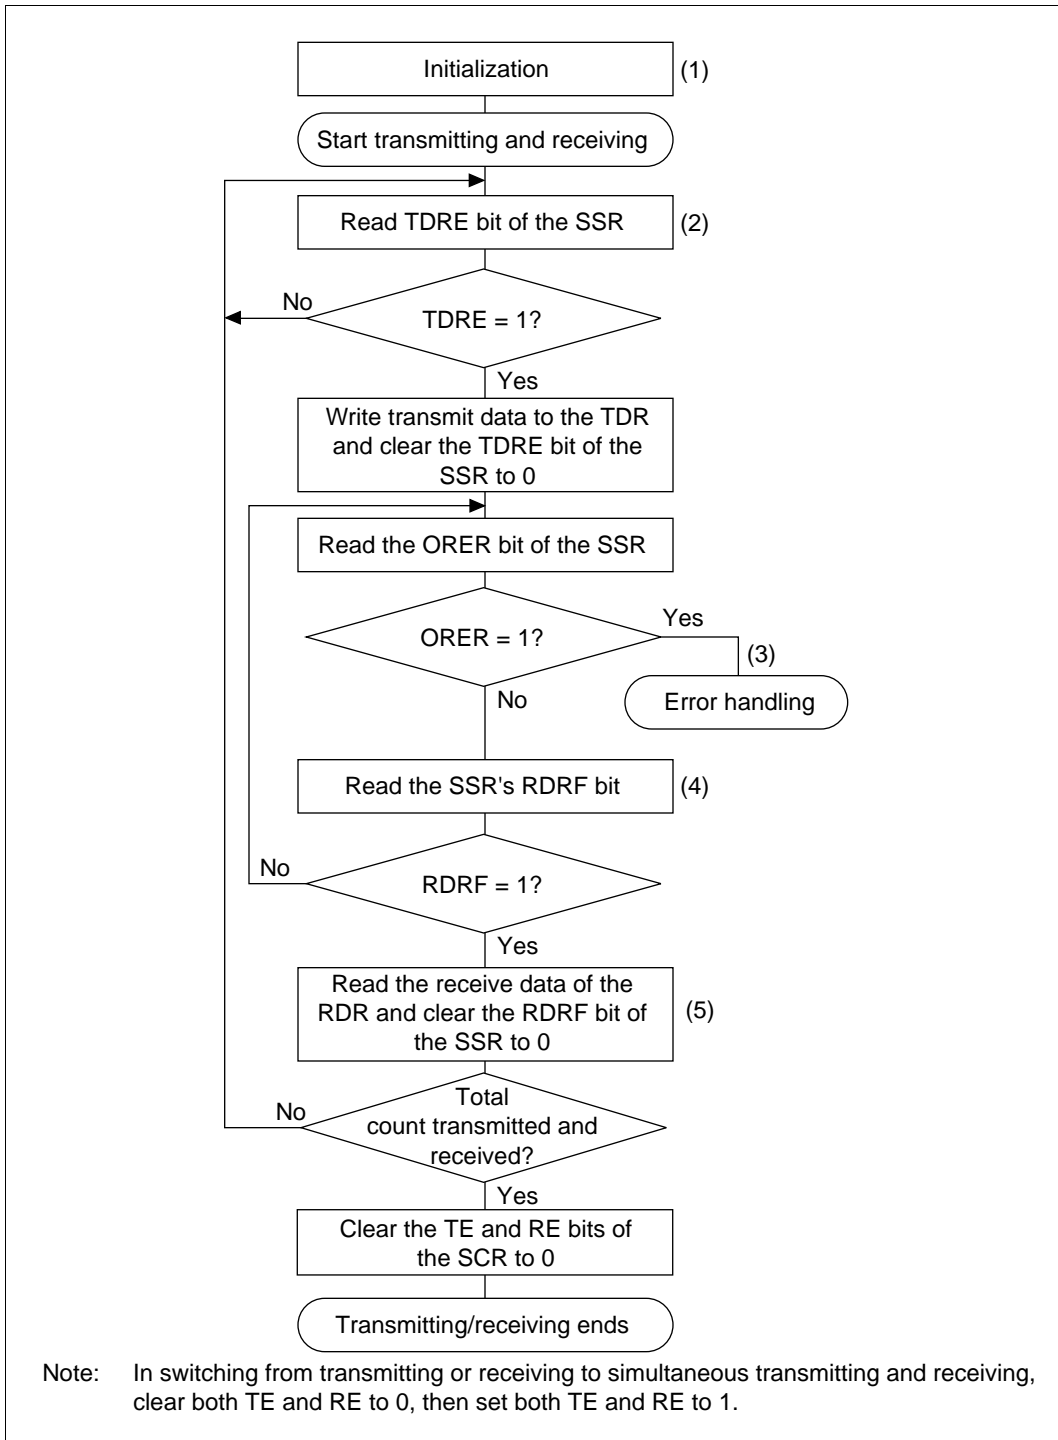 Initialization
(1)
Start transmitting and receiving
Read TDRE bit of the SSR
(2)
No
TDRE = 1?
Yes
Write transmit data to the TDR
and clear the TDRE bit of the
SSR to 0
Read the ORER bit of the SSR
ORER = 1?
Yes
(3)
Error handling
No
Read the SSR's RDRF bit
(4)
No
RDRF = 1?
Yes
Read the receive data of the
RDR and clear the RDRF bit of
the SSR to 0
(5)
No
Total
count transmitted and
received?
Yes
Clear the TE and RE bits of
the SCR to 0
Transmitting/receiving ends
Note: In switching from transmitting or receiving to simultaneous transmitting and receiving,
clear both TE and RE to 0, then set both TE and RE to 1.